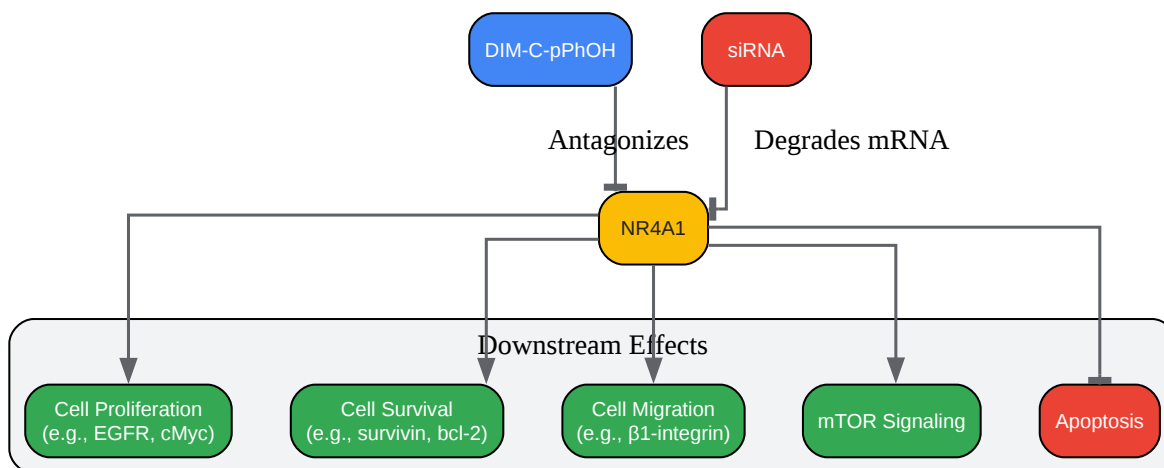 DIM-C-pPhOH
siRNA
Antagonizes
Degrades mRNA
NR4A1
Downstream Effects
Cell Proliferation
(e.g., EGFR, cMyc)
Cell Survival
(e.g., survivin, bcl-2)
Cell Migration
(e.g., β1-integrin)
mTOR Signaling
Apoptosis